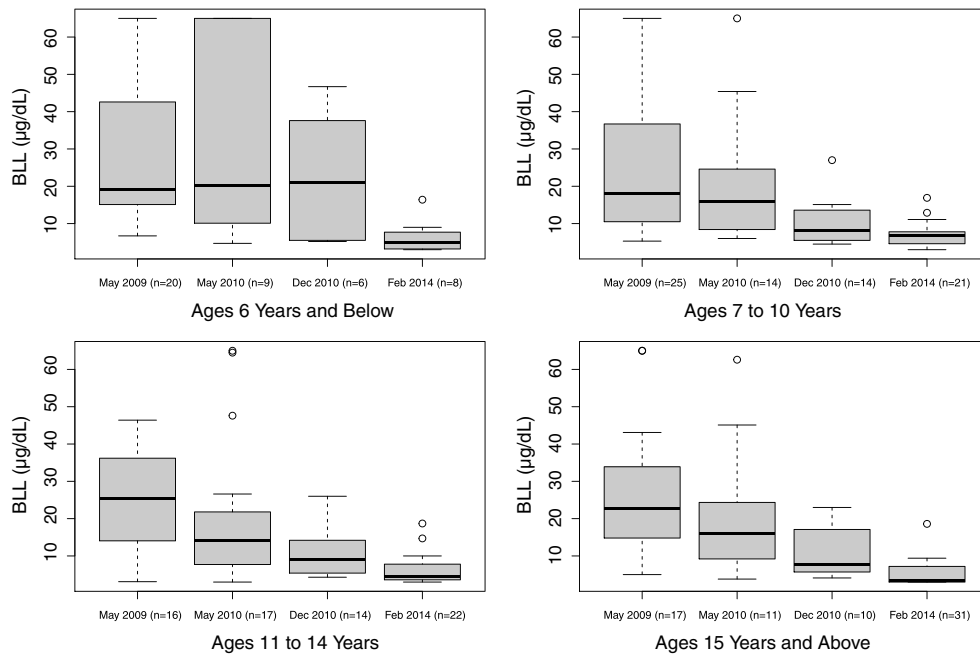 BLL (µg/dL)
60
50
40
30
20
10
May 2009 (n=20) May 2010 (n=9) Dec 2010 (n=6) Feb 2014 (n=8)
Ages 6 Years and Below
BLL (µg/dL)
60
50
40
30
20
10
May 2009 (n=25) May 2010 (n=14) Dec 2010 (n=14) Feb 2014 (n=21)
Ages 7 to 10 Years
BLL (µg/dL)
60
50
40
30
20
10
May 2009 (n=16) May 2010 (n=17) Dec 2010 (n=14) Feb 2014 (n=22)
Ages 11 to 14 Years
BLL (µg/dL)
60
50
40
30
20
10
May 2009 (n=17) May 2010 (n=11) Dec 2010 (n=10) Feb 2014 (n=31)
Ages 15 Years and Above